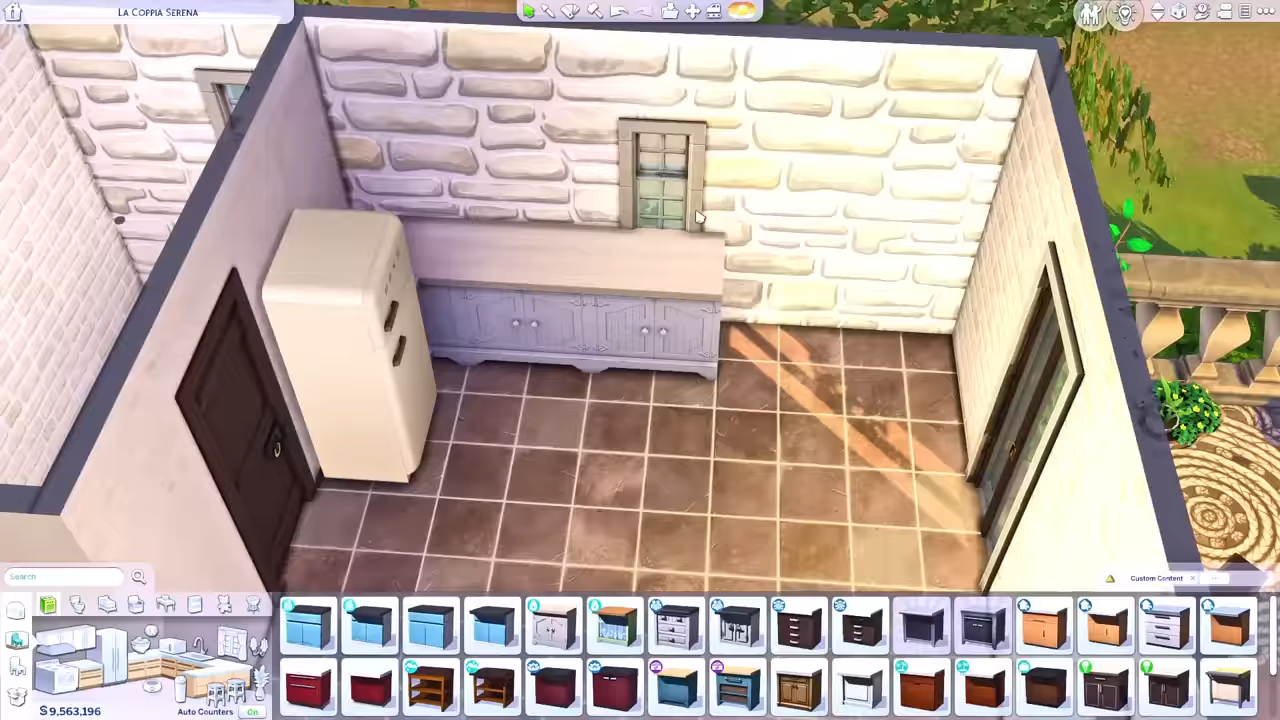 La Coppia Serena
Search
Custom Content
$9,563,196
Auto Counters
On